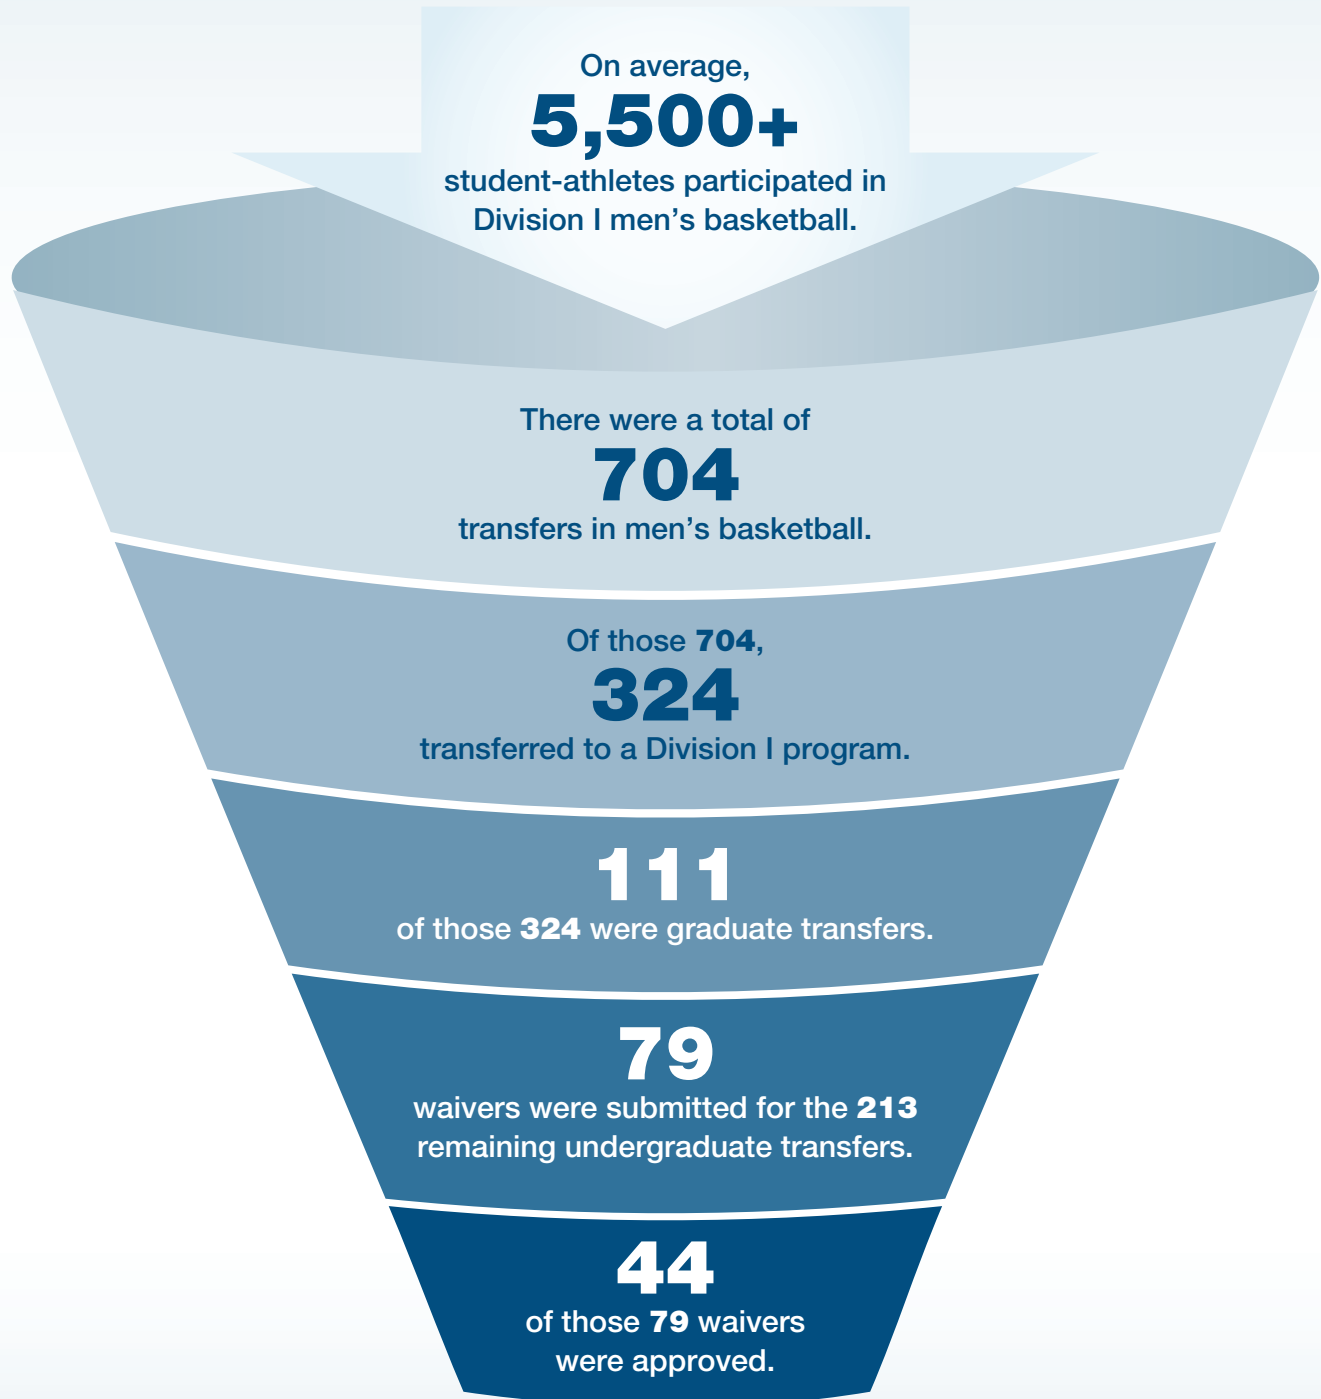 On average,
5,500+
student-athletes participated in
Division I men’s basketball.
There were a total of
704
transfers in men’s basketball.
Of those 704,
324
transferred to a Division I program.
111
of those 324 were graduate transfers.
79
waivers were submitted for the 213
remaining undergraduate transfers.
44
of those 79 waivers
were approved.